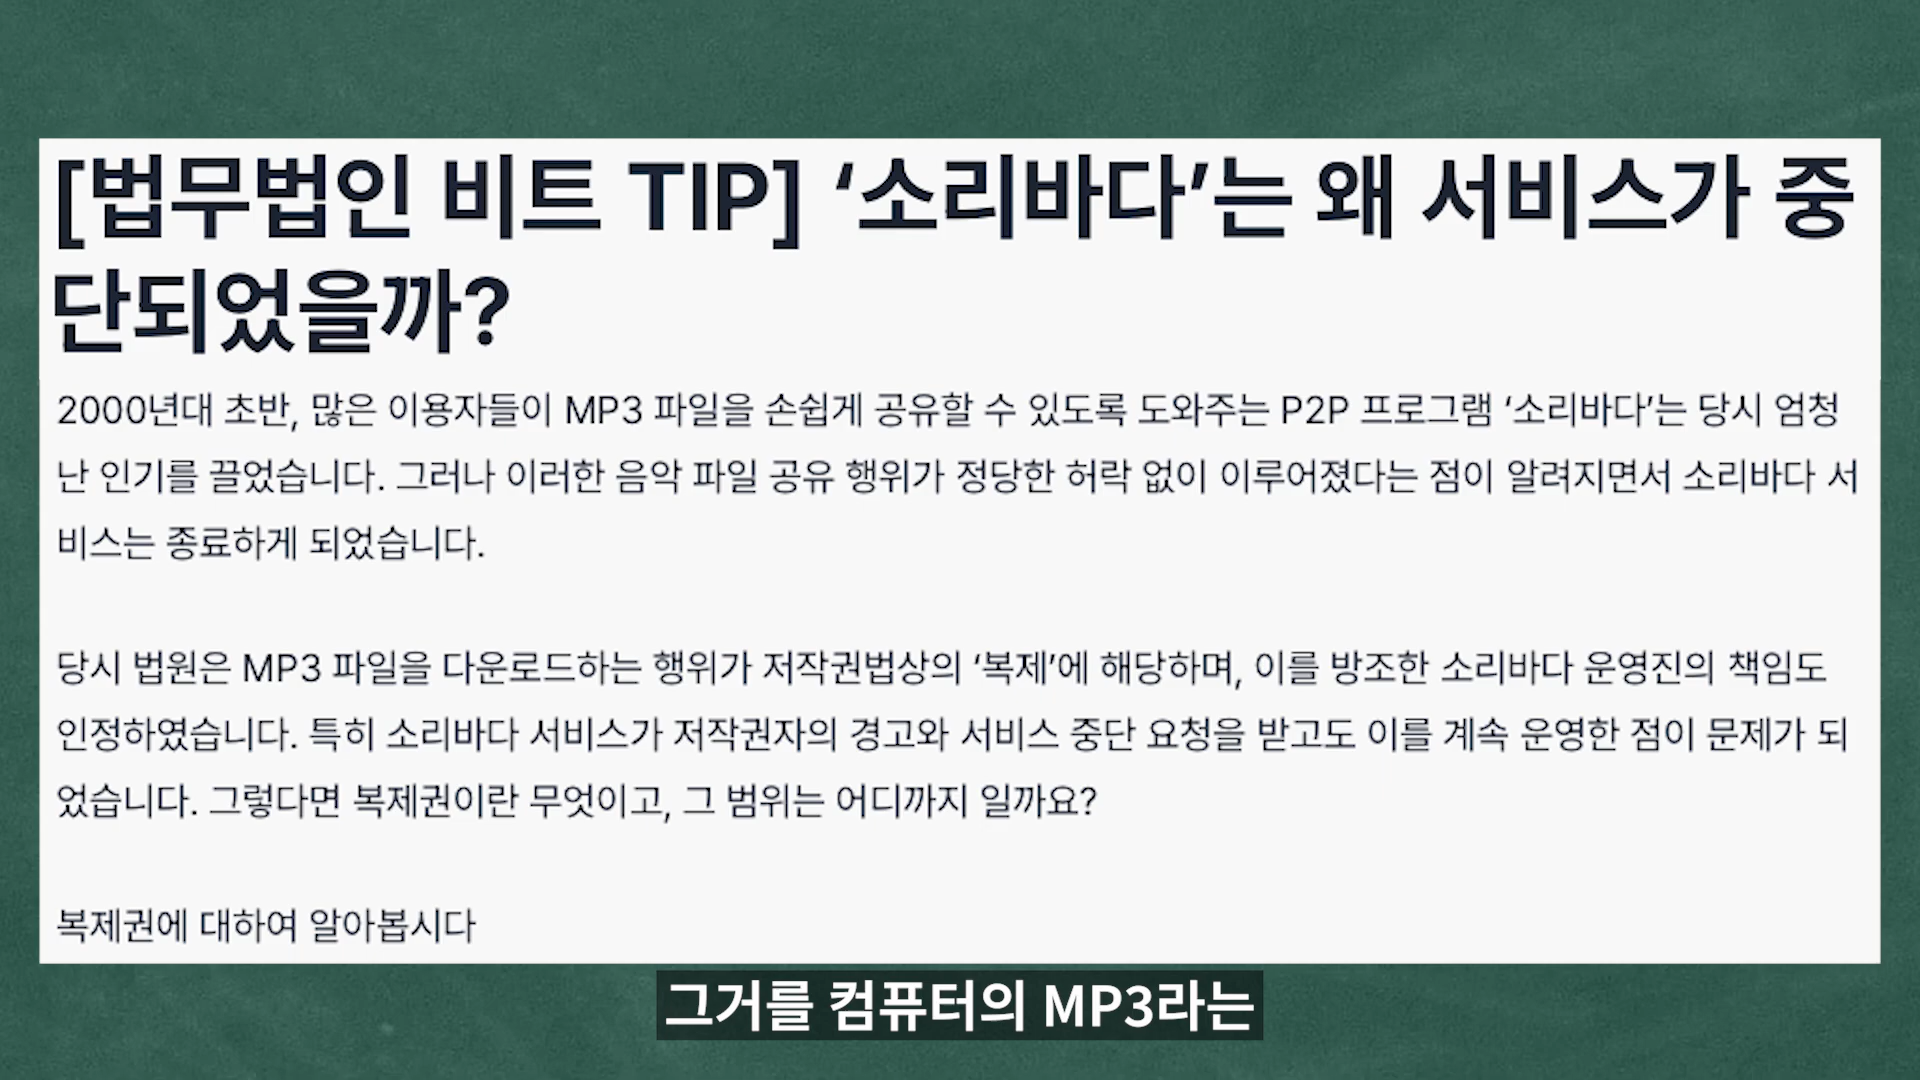 [법무법인 비트 TIP] ‘소리바다’는 왜 서비스가 중
단되었을까?
2000년대 초반, 많은 이용자들이 MP3 파일을 손쉽게 공유할 수 있도록 도와주는 P2P 프로그램 ‘소리바다’는 당시 엄청
난 인기를 끌었습니다. 그러나 이러한 음악 파일 공유 행위가 정당한 허락 없이 이루어졌다는 점이 알려지면서 소리바다 서
비스는 종료하게 되었습니다.
당시 법원은 MP3 파일을 다운로드하는 행위가 저작권법상의 ‘복제’에 해당하며, 이를 방조한 소리바다 운영진의 책임도
인정하였습니다. 특히 소리바다 서비스가 저작권자의 경고와 서비스 중단 요청을 받고도 이를 계속 운영한 점이 문제가 되
었습니다. 그렇다면 복제권이란 무엇이고, 그 범위는 어디까지 일까요?
복제권에 대하여 알아봅시다
그거를 컴퓨터의 MP3라는